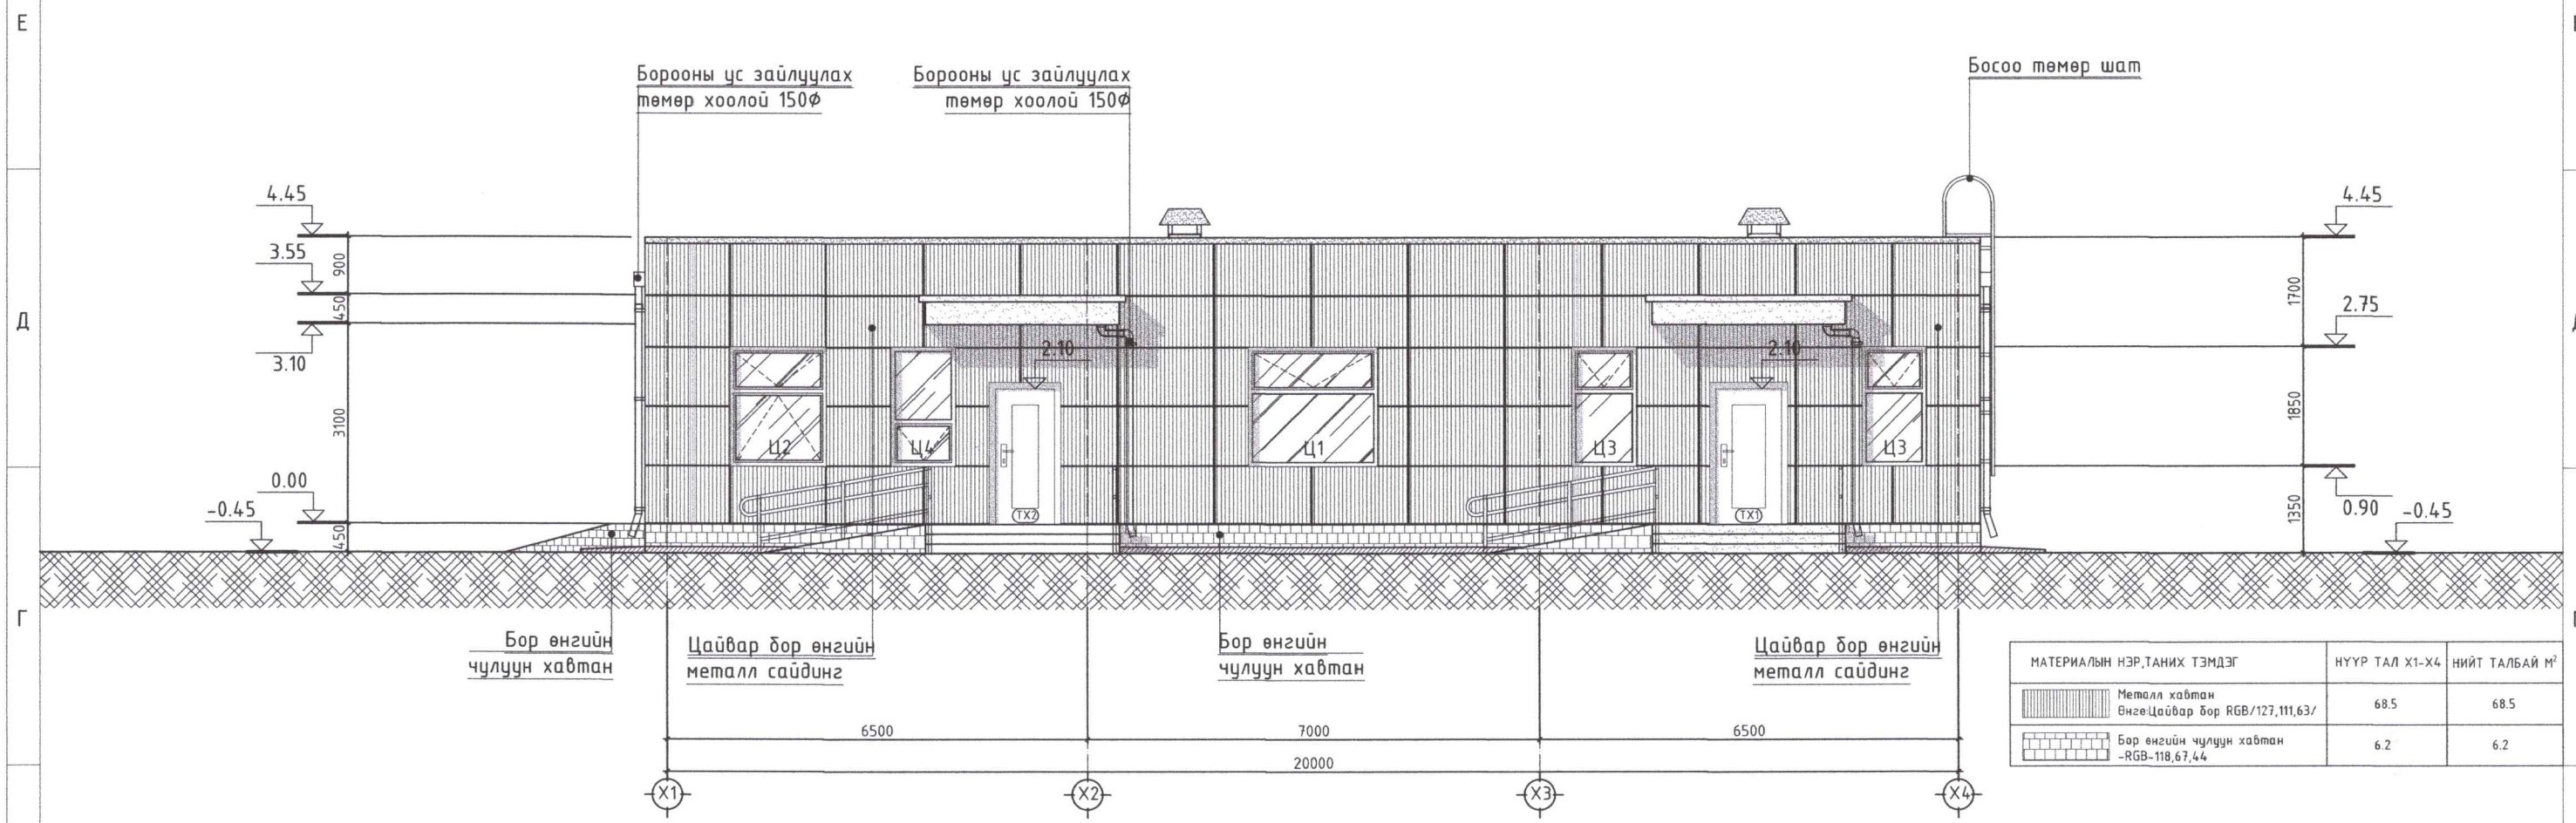 Е
Борооны ус зайлуулах
төмөр хоолой 150Ø
Борооны ус зайлуулах
төмөр хоолой 150Ø
Босоо төмөр шат
4.45
3.55
3.10
0.00
-0.45
900
450
3100
450
Д
Г
2.10
2.10
Ц2
Ц4
Ц1
Ц3
Ц3
ТХ2
ТХ1
4.45
2.75
0.90
-0.45
1700
1850
1350
Бор өнгийн
чулуун хавтан
Цайвар бор өнгийн
металл сайдинг
Бор өнгийн
чулуун хавтан
Цайвар бор өнгийн
металл сайдинг
МАТЕРИАЛЫН НЭР,ТАНИХ ТЭМДЭГ
НҮҮР ТАЛ Х1-Х4
НИЙТ ТАЛБАЙ М²
Металл хавтан
Өнгө:Цайвар бор RGB/127,111,63/
68.5
68.5
Бор өнгийн чулуун хавтан
-RGB-118,67,44
6.2
6.2
6500
7000
6500
20000
Х1
Х2
Х3
Х4